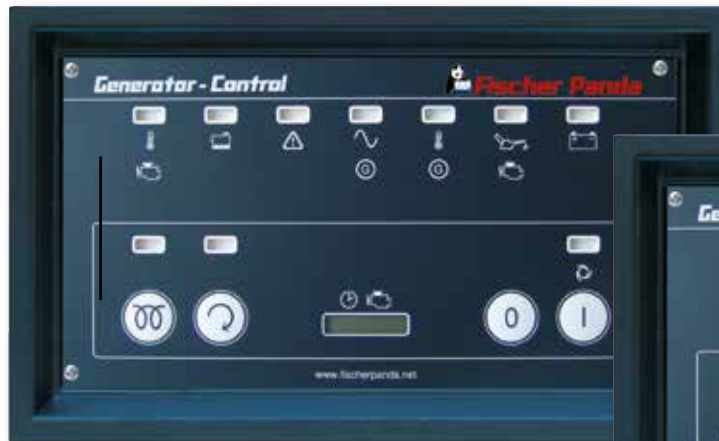 Generator-Control
Fischer Panda
G
G
0
I
www.fischerpanda.net
Ge